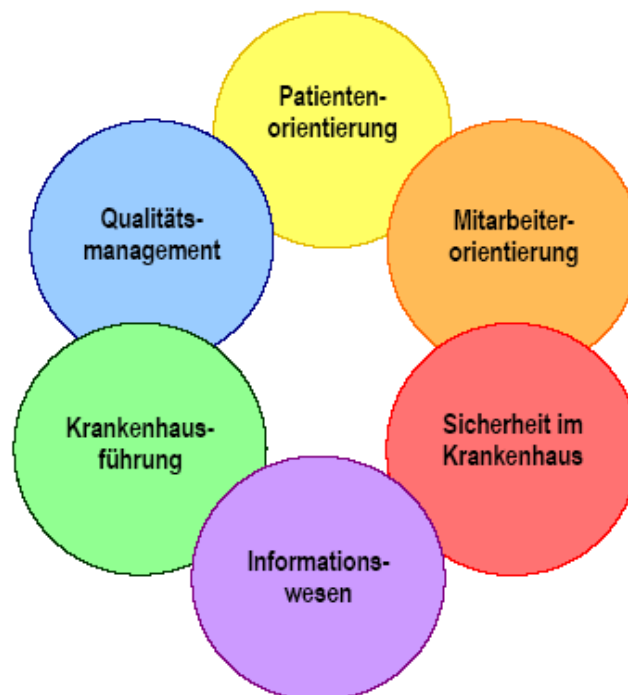 Patienten-
orientierung
Mitarbeiter-
orientierung
Sicherheit im
Krankenhaus
Informations-
wesen
Krankenhaus-
führung
Qualitäts-
management